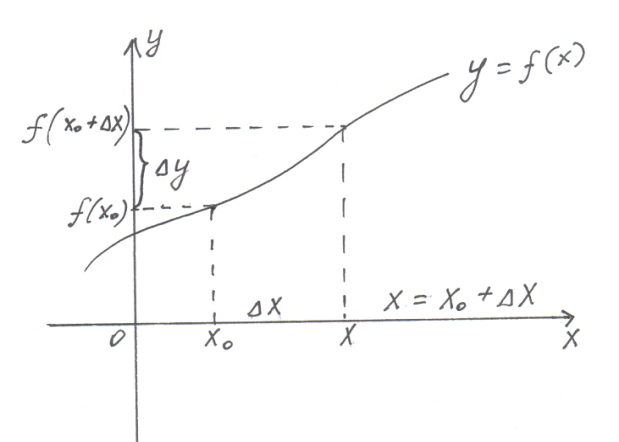 y
y = f(x)
f(x₀+Δx)
Δy
f(x₀)
Δx
x = x₀ + Δx
0
x₀
x
x